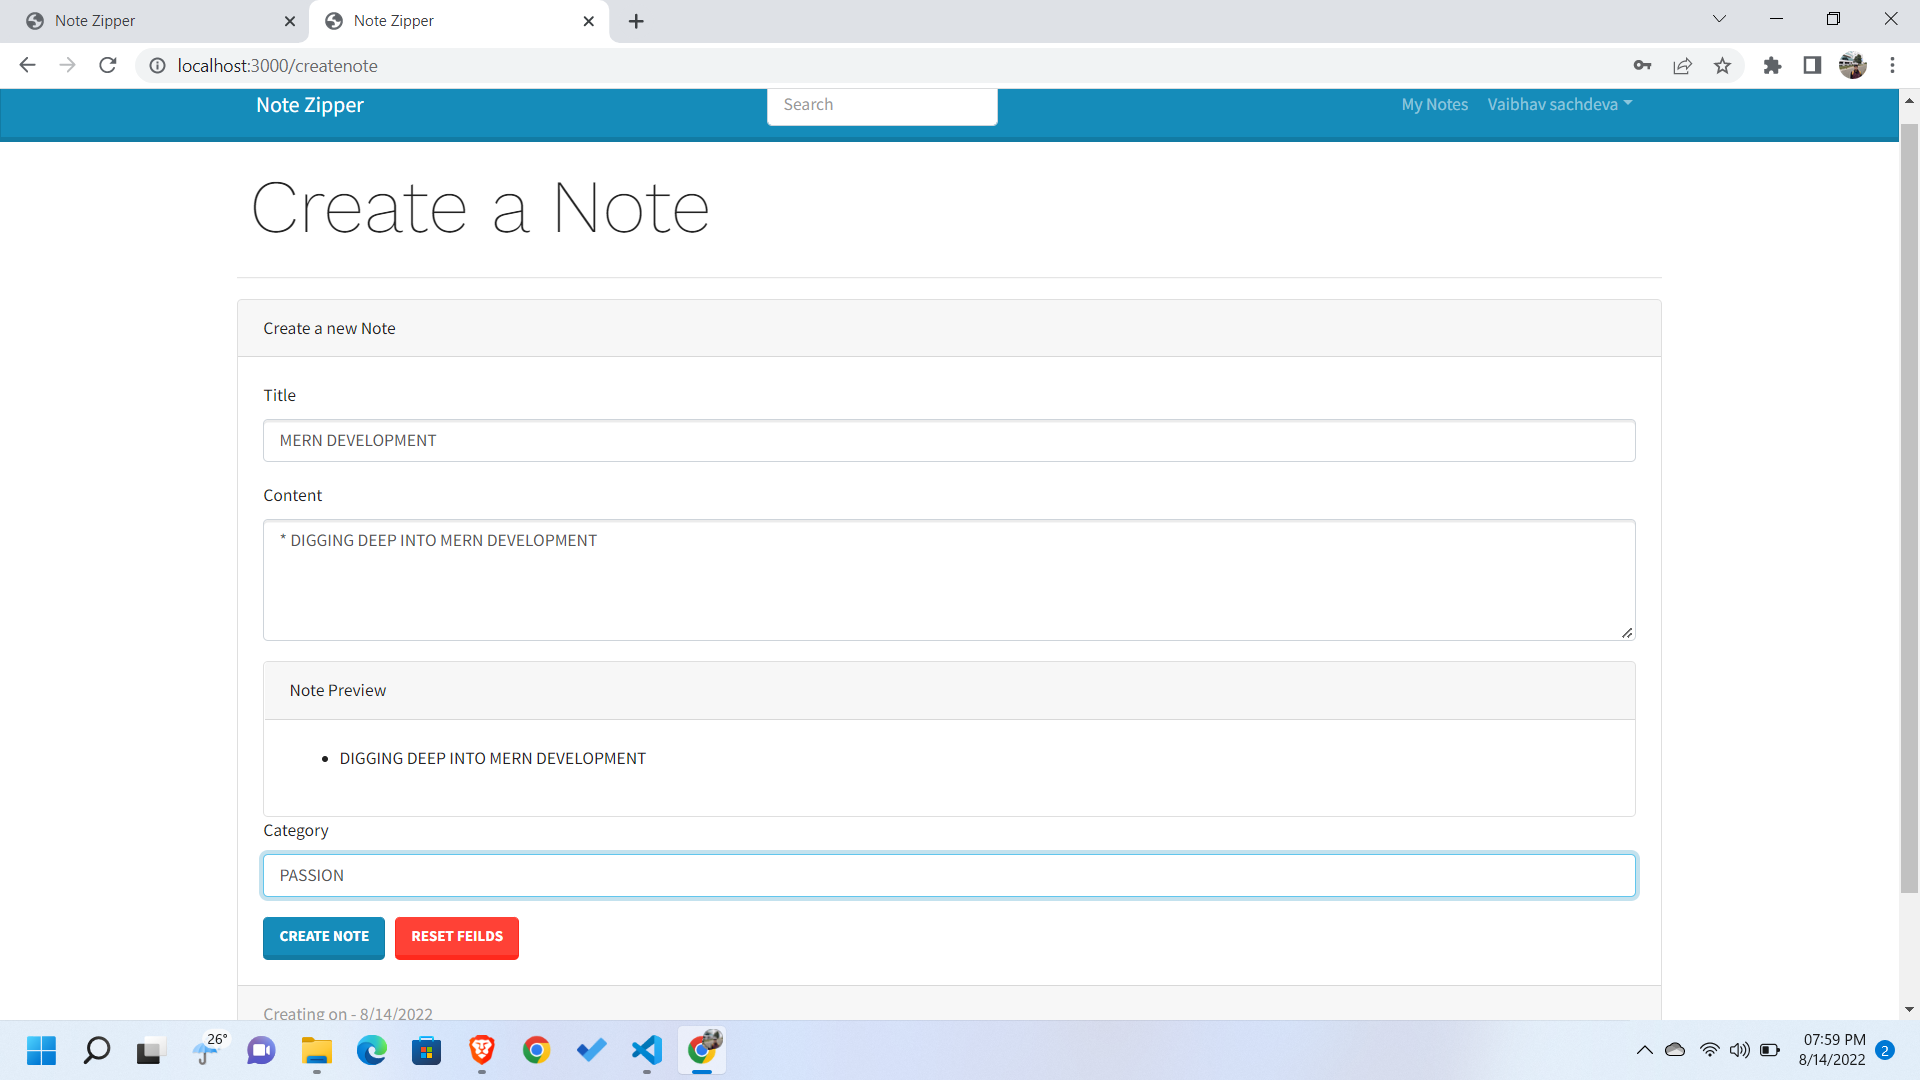 Note Zipper
Note Zipper
localhost:3000/createnote
Note Zipper
Search
My Notes
Vaibhav sachdeva
Create a Note
Create a new Note
Title
MERN DEVELOPMENT
Content
* DIGGING DEEP INTO MERN DEVELOPMENT
Note Preview
• DIGGING DEEP INTO MERN DEVELOPMENT
Category
PASSION
CREATE NOTE
RESET FEILDS
Creating on - 8/14/2022
26°
07:59 PM
8/14/2022
2